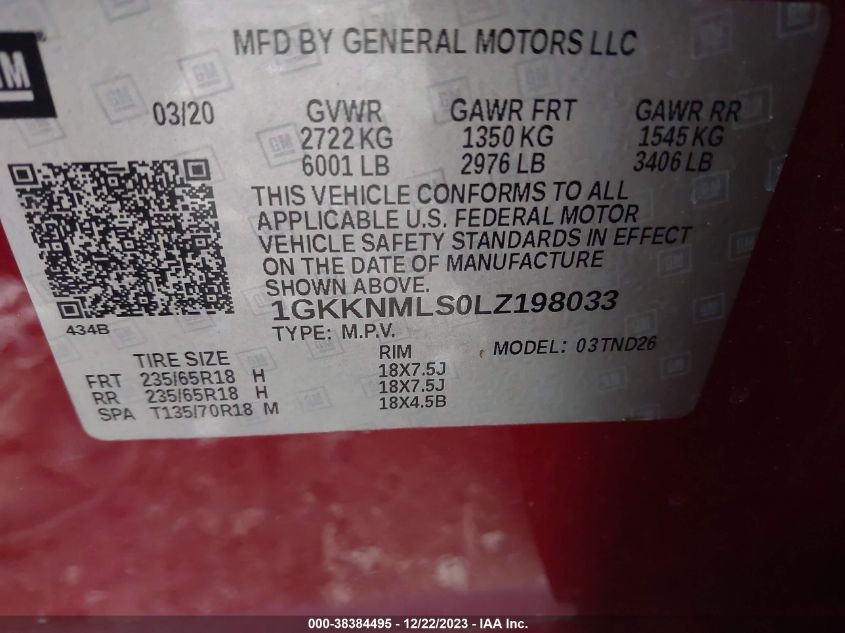 GM
MFD BY GENERAL MOTORS LLC
03/20 GVWR GAWR FRT GAWR RR
2722 KG 1350 KG 1545 KG
6001 LB 2976 LB 3406 LB
THIS VEHICLE CONFORMS TO ALL
APPLICABLE U.S. FEDERAL MOTOR
VEHICLE SAFETY STANDARDS IN EFFECT
ON THE DATE OF MANUFACTURE
SHOWN ABOVE.
1GKKNMLS0LZ198033
434B
TYPE: M.P.V.
MODEL: 03TND26
TIRE SIZE RIM
FRT 235/65R18 H 18X7.5J
RR 235/65R18 H 18X7.5J
SPA T135/70R18 M 18X4.5B
000-38384495 - 12/22/2023 - IAA Inc.